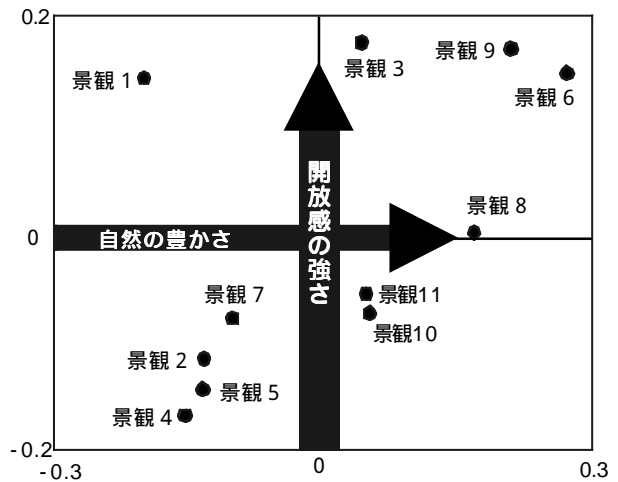 0.2
景観 1
景観 3
景観 9
景観 6
開放感の強さ
景観 8
0
自然の豊かさ
景観 7
景観11
景観10
景観 2
景観 5
景観 4
-0.2
-0.3
0
0.3